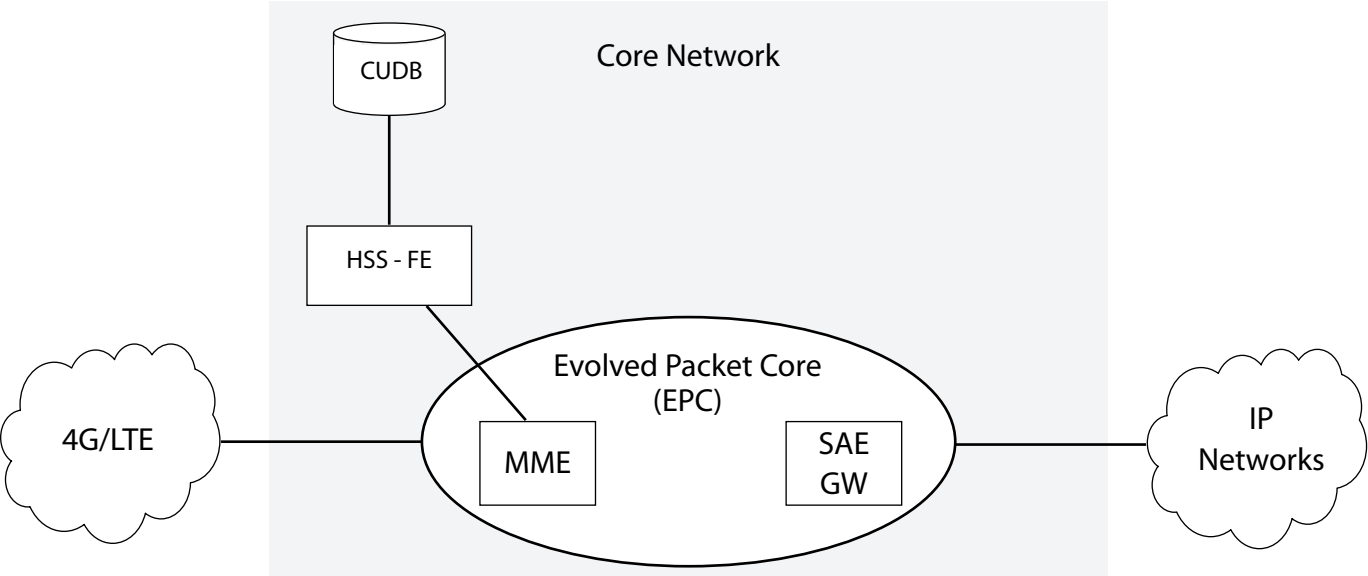 CUDB
Core Network
HSS - FE
Evolved Packet Core
(EPC)
4G/LTE
MME
SAE
GW
IP
Networks